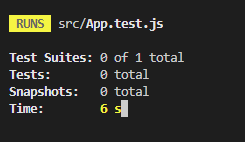 RUNS src/App.test.js
Test Suites: 0 of 1 total
Tests: 0 total
Snapshots: 0 total
Time: 6 s